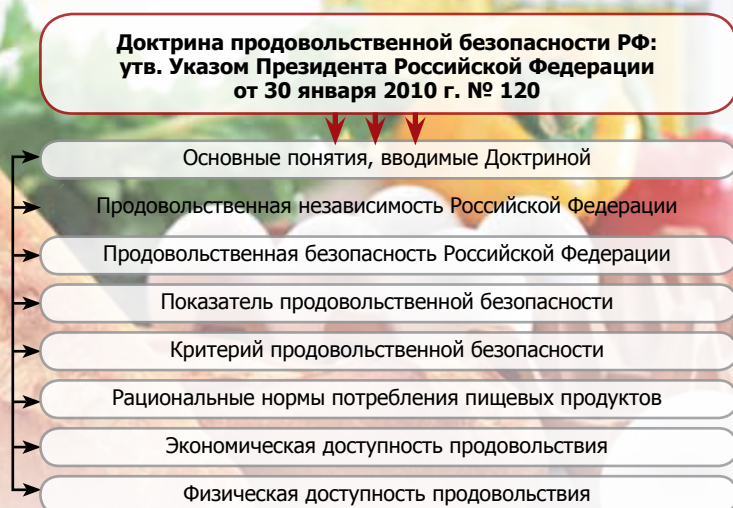 Доктрина продовольственной безопасности РФ:
утв. Указом Президента Российской Федерации
от 30 января 2010 г. № 120
Основные понятия, вводимые Доктриной
Продовольственная независимость Российской Федерации
Продовольственная безопасность Российской Федерации
Показатель продовольственной безопасности
Критерий продовольственной безопасности
Рациональные нормы потребления пищевых продуктов
Экономическая доступность продовольствия
Физическая доступность продовольствия